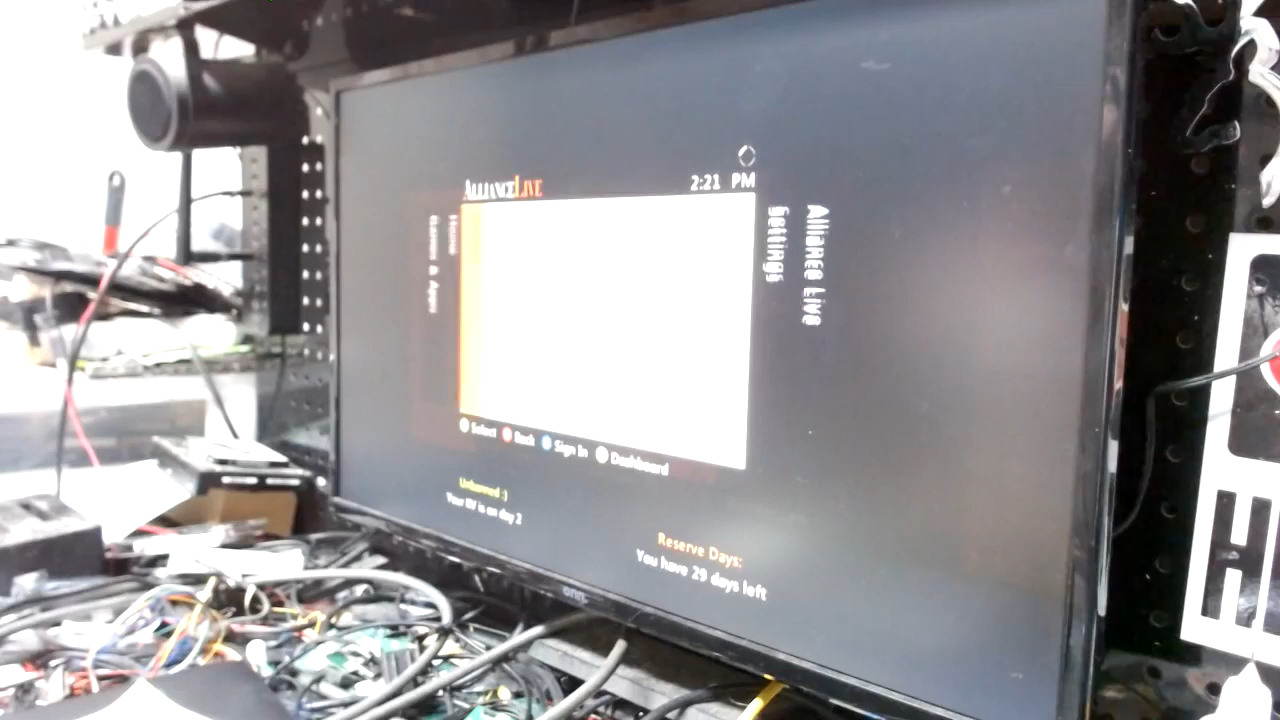 ALLIANCELIVE
2:21 PM
Home
Games & Apps
Settings
Alliance Live
Select Back Sign In Dashboard
Unbanned :)
Your KV is on day 2
Reserve Days:
You have 29 days left
onn.
H